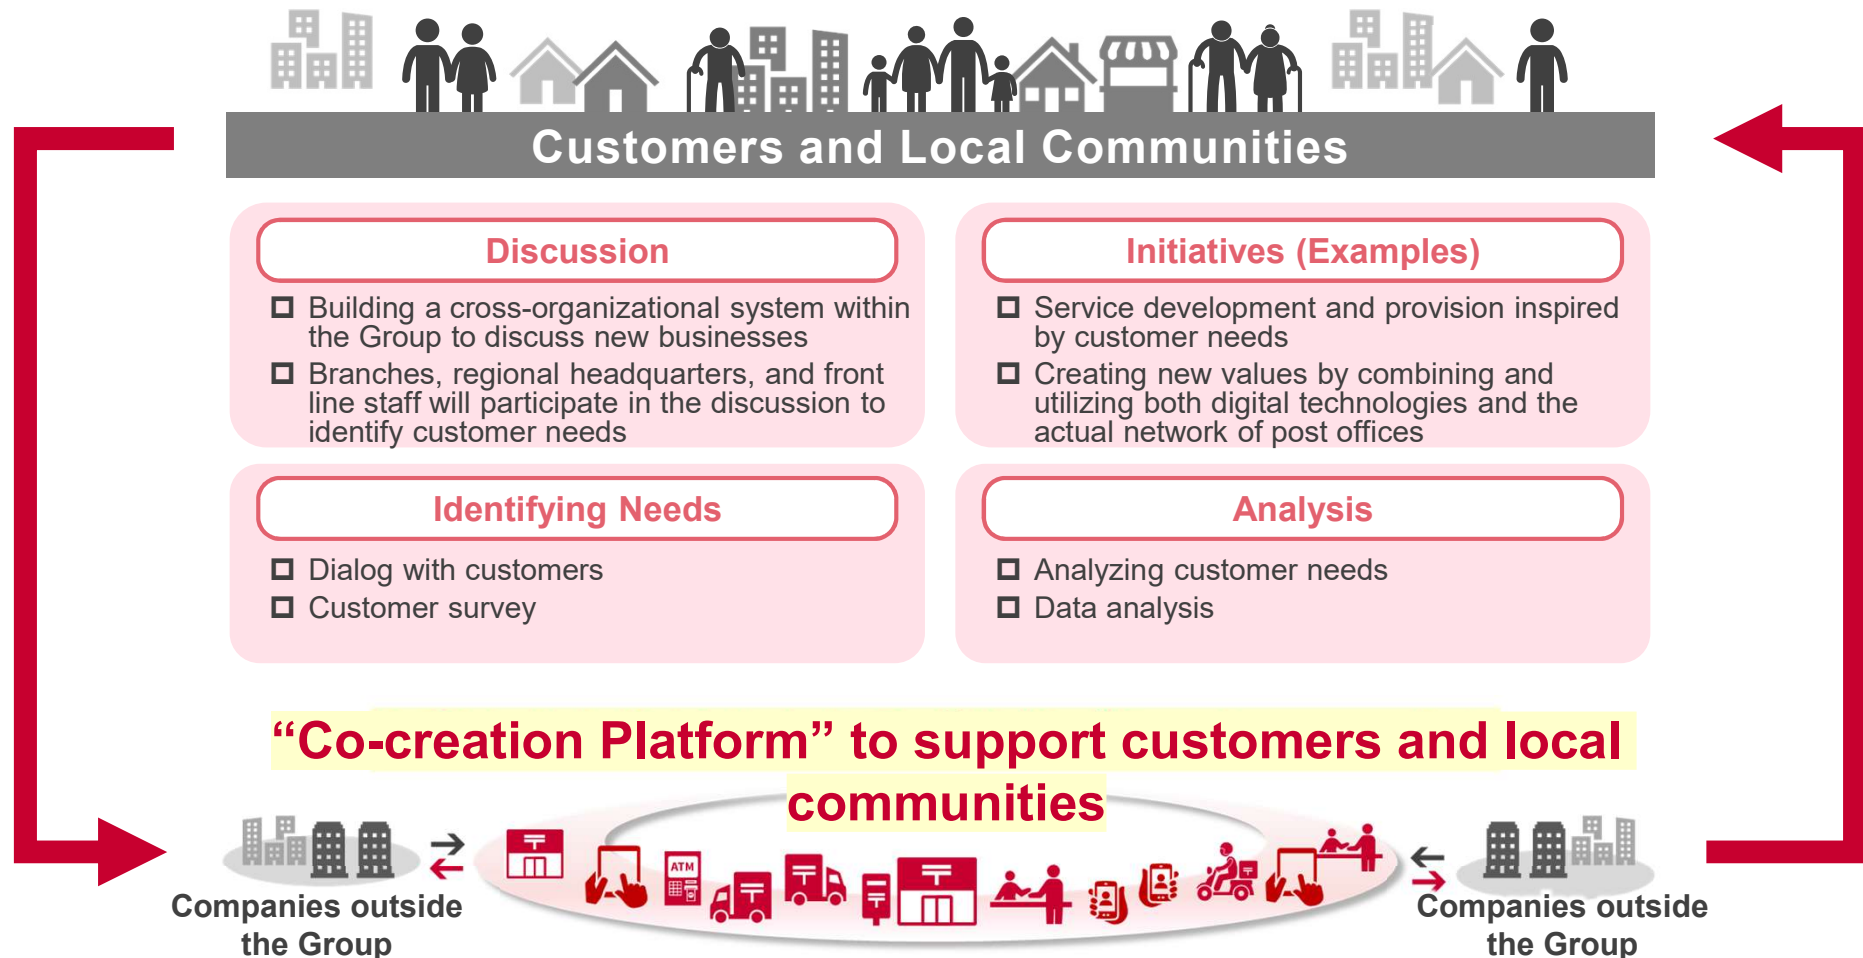 Customers and Local Communities
Discussion
Building a cross-organizational system within
the Group to discuss new businesses
Branches, regional headquarters, and front
line staff will participate in the discussion to
identify customer needs
Initiatives (Examples)
Service development and provision inspired
by customer needs
Creating new values by combining and
utilizing both digital technologies and the
actual network of post offices
Identifying Needs
Dialog with customers
Customer survey
Analysis
Analyzing customer needs
Data analysis
“Co-creation Platform” to support customers and local
communities
ATM
Companies outside
the Group
Companies outside
the Group